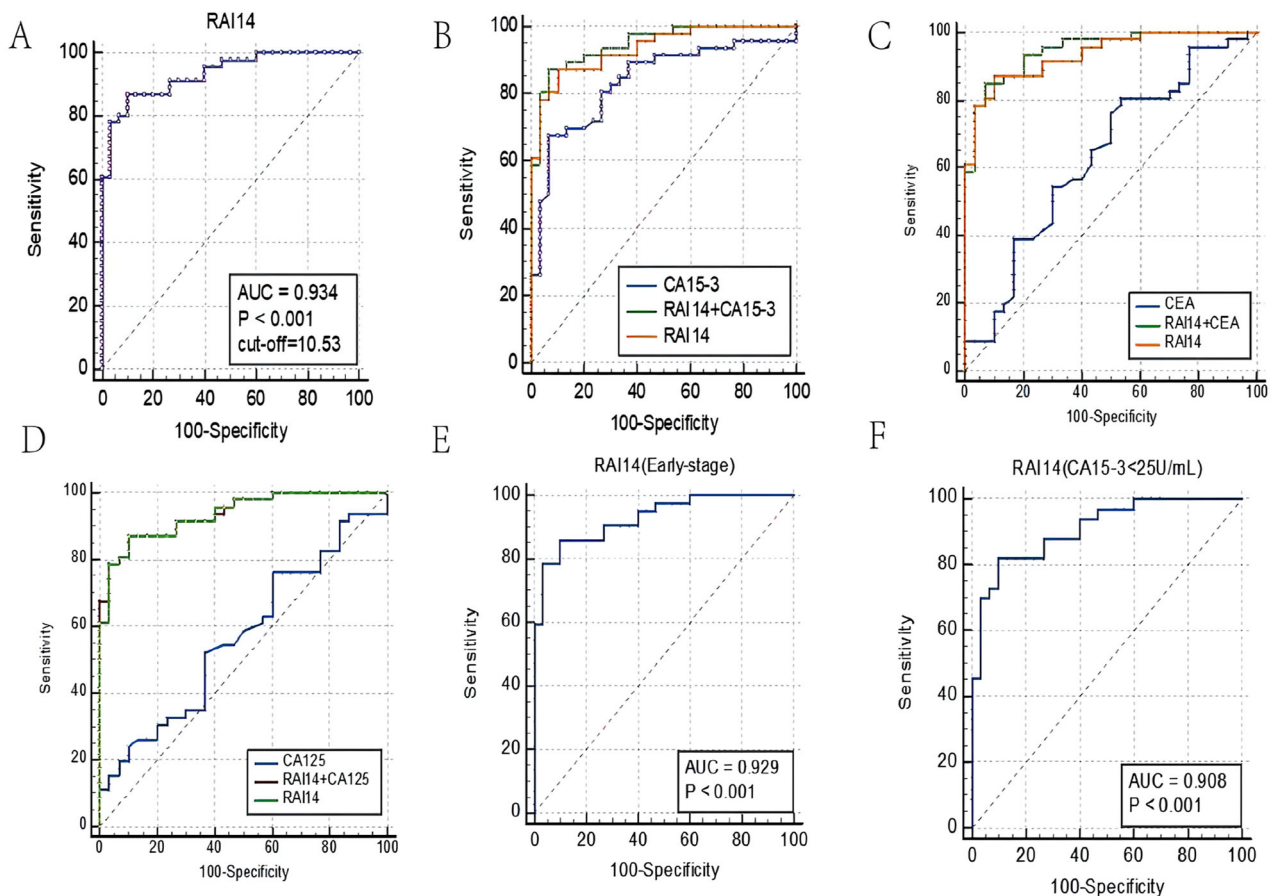 A
RAI14
100
80
60
40
20
0
Sensitivity
AUC = 0.934
P < 0.001
cut-off=10.53
0 20 40 60 80 100
100-Specificity
B
100
80
60
40
20
0
Sensitivity
CA15-3
RAI14+CA15-3
RAI14
0 20 40 60 80 100
100-Specificity
C
100
80
60
40
20
0
Sensitivity
CEA
RAI14+CEA
RAI14
0 20 40 60 80 100
100-Specificity
D
100
80
60
40
20
0
Sensitivity
CA125
RAI14+CA125
RAI14
0 20 40 60 80 100
100-Specificity
E
RAI14(Early-stage)
100
80
60
40
20
0
Sensitivity
AUC = 0.929
P < 0.001
0 20 40 60 80 100
100-Specificity
F
RAI14(CA15-3<25U/mL)
100
80
60
40
20
0
Sensitivity
AUC = 0.908
P < 0.001
0 20 40 60 80 100
100-Specificity